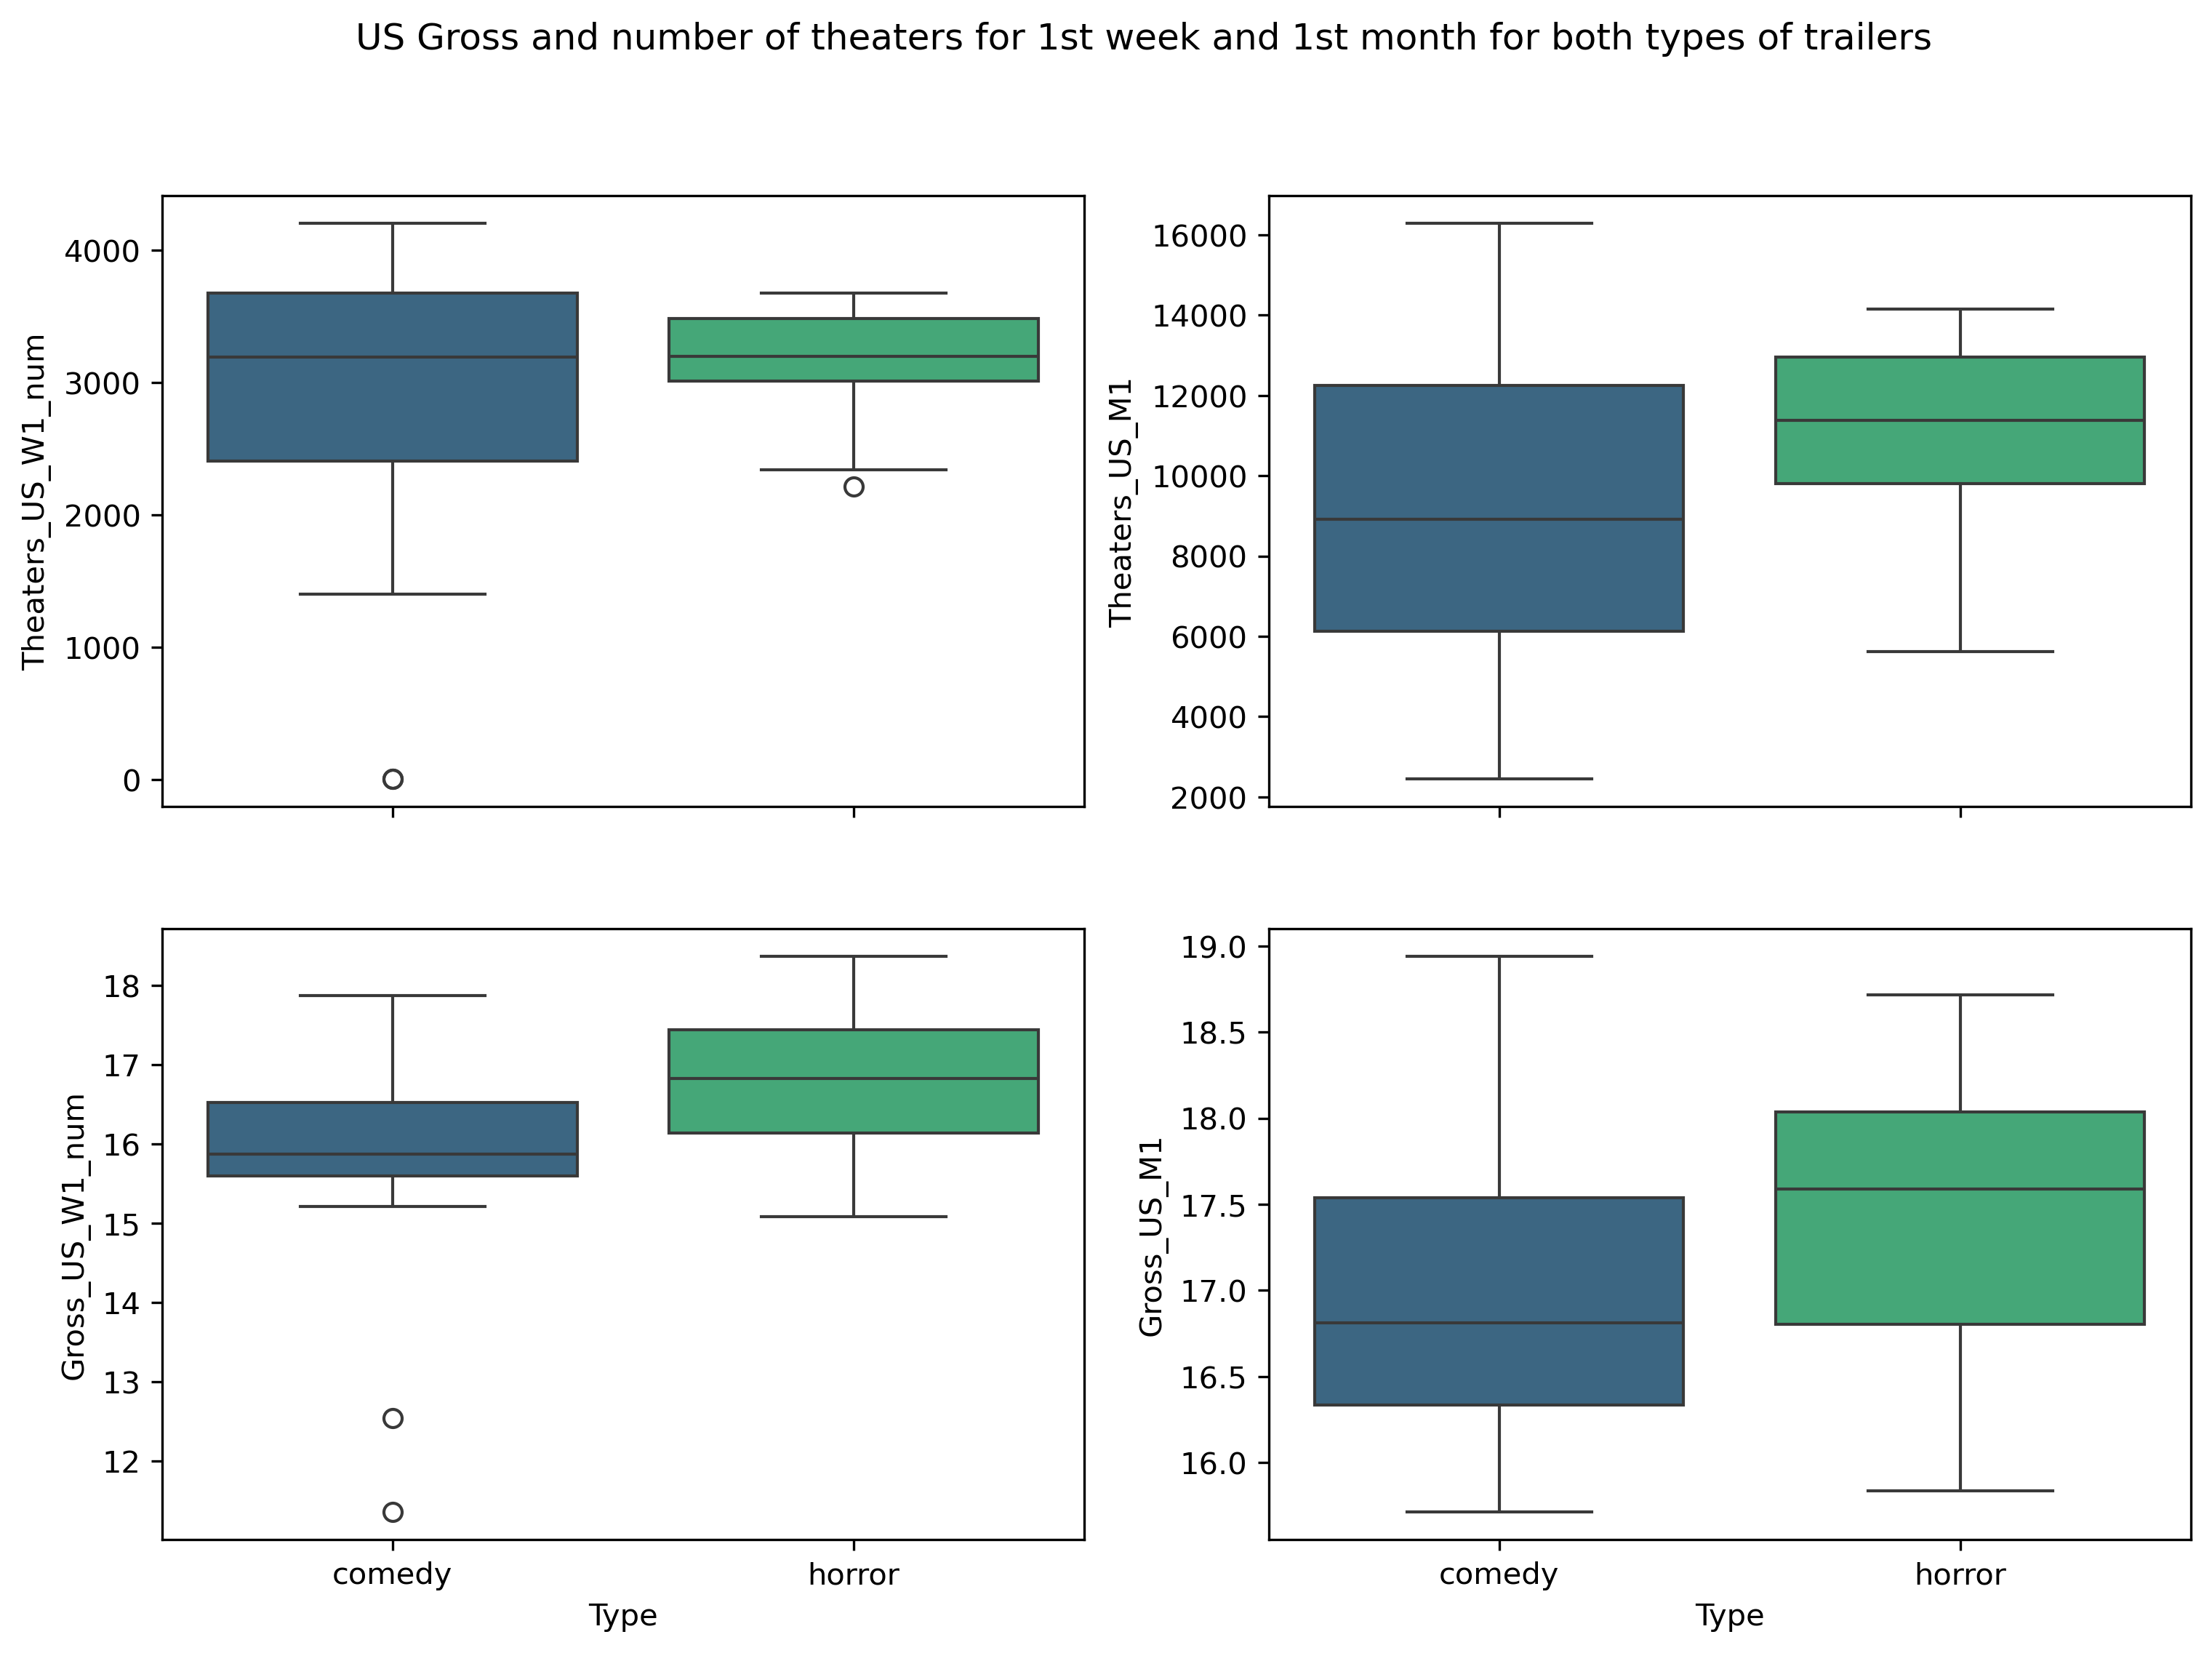 US Gross and number of theaters for 1st week and 1st month for both types of trailers
Theaters_US_W1_num
4000
3000
2000
1000
0
Theaters_US_M1
16000
14000
12000
10000
8000
6000
4000
2000
Gross_US_W1_num
18
17
16
15
14
13
12
comedy
horror
Type
Gross_US_M1
19.0
18.5
18.0
17.5
17.0
16.5
16.0
comedy
horror
Type